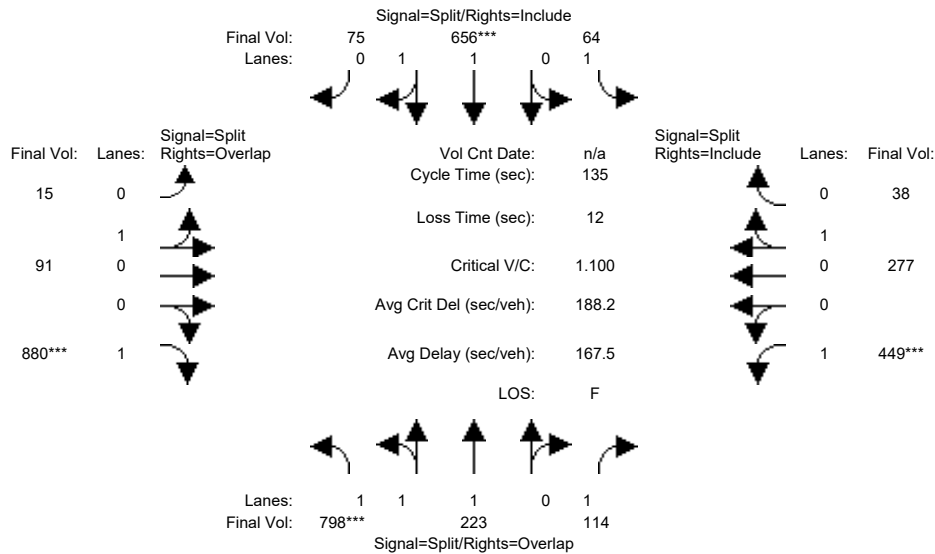 Signal=Split/Rights=Include
Final Vol: 75 656*** 64
Lanes: 0 1 1 0 1
Signal=Split
Final Vol: Lanes: Rights=Overlap
Vol Cnt Date: n/a
Signal=Split
Rights=Include Lanes: Final Vol:
Cycle Time (sec): 135
15 0
0 38
Loss Time (sec): 12
1
1
91 0
Critical V/C: 1.100
0 277
0
Avg Crit Del (sec/veh): 188.2
0
880*** 1
Avg Delay (sec/veh): 167.5
1 449***
LOS: F
Lanes: 1 1 1 0 1
Final Vol: 798*** 223 114
Signal=Split/Rights=Overlap